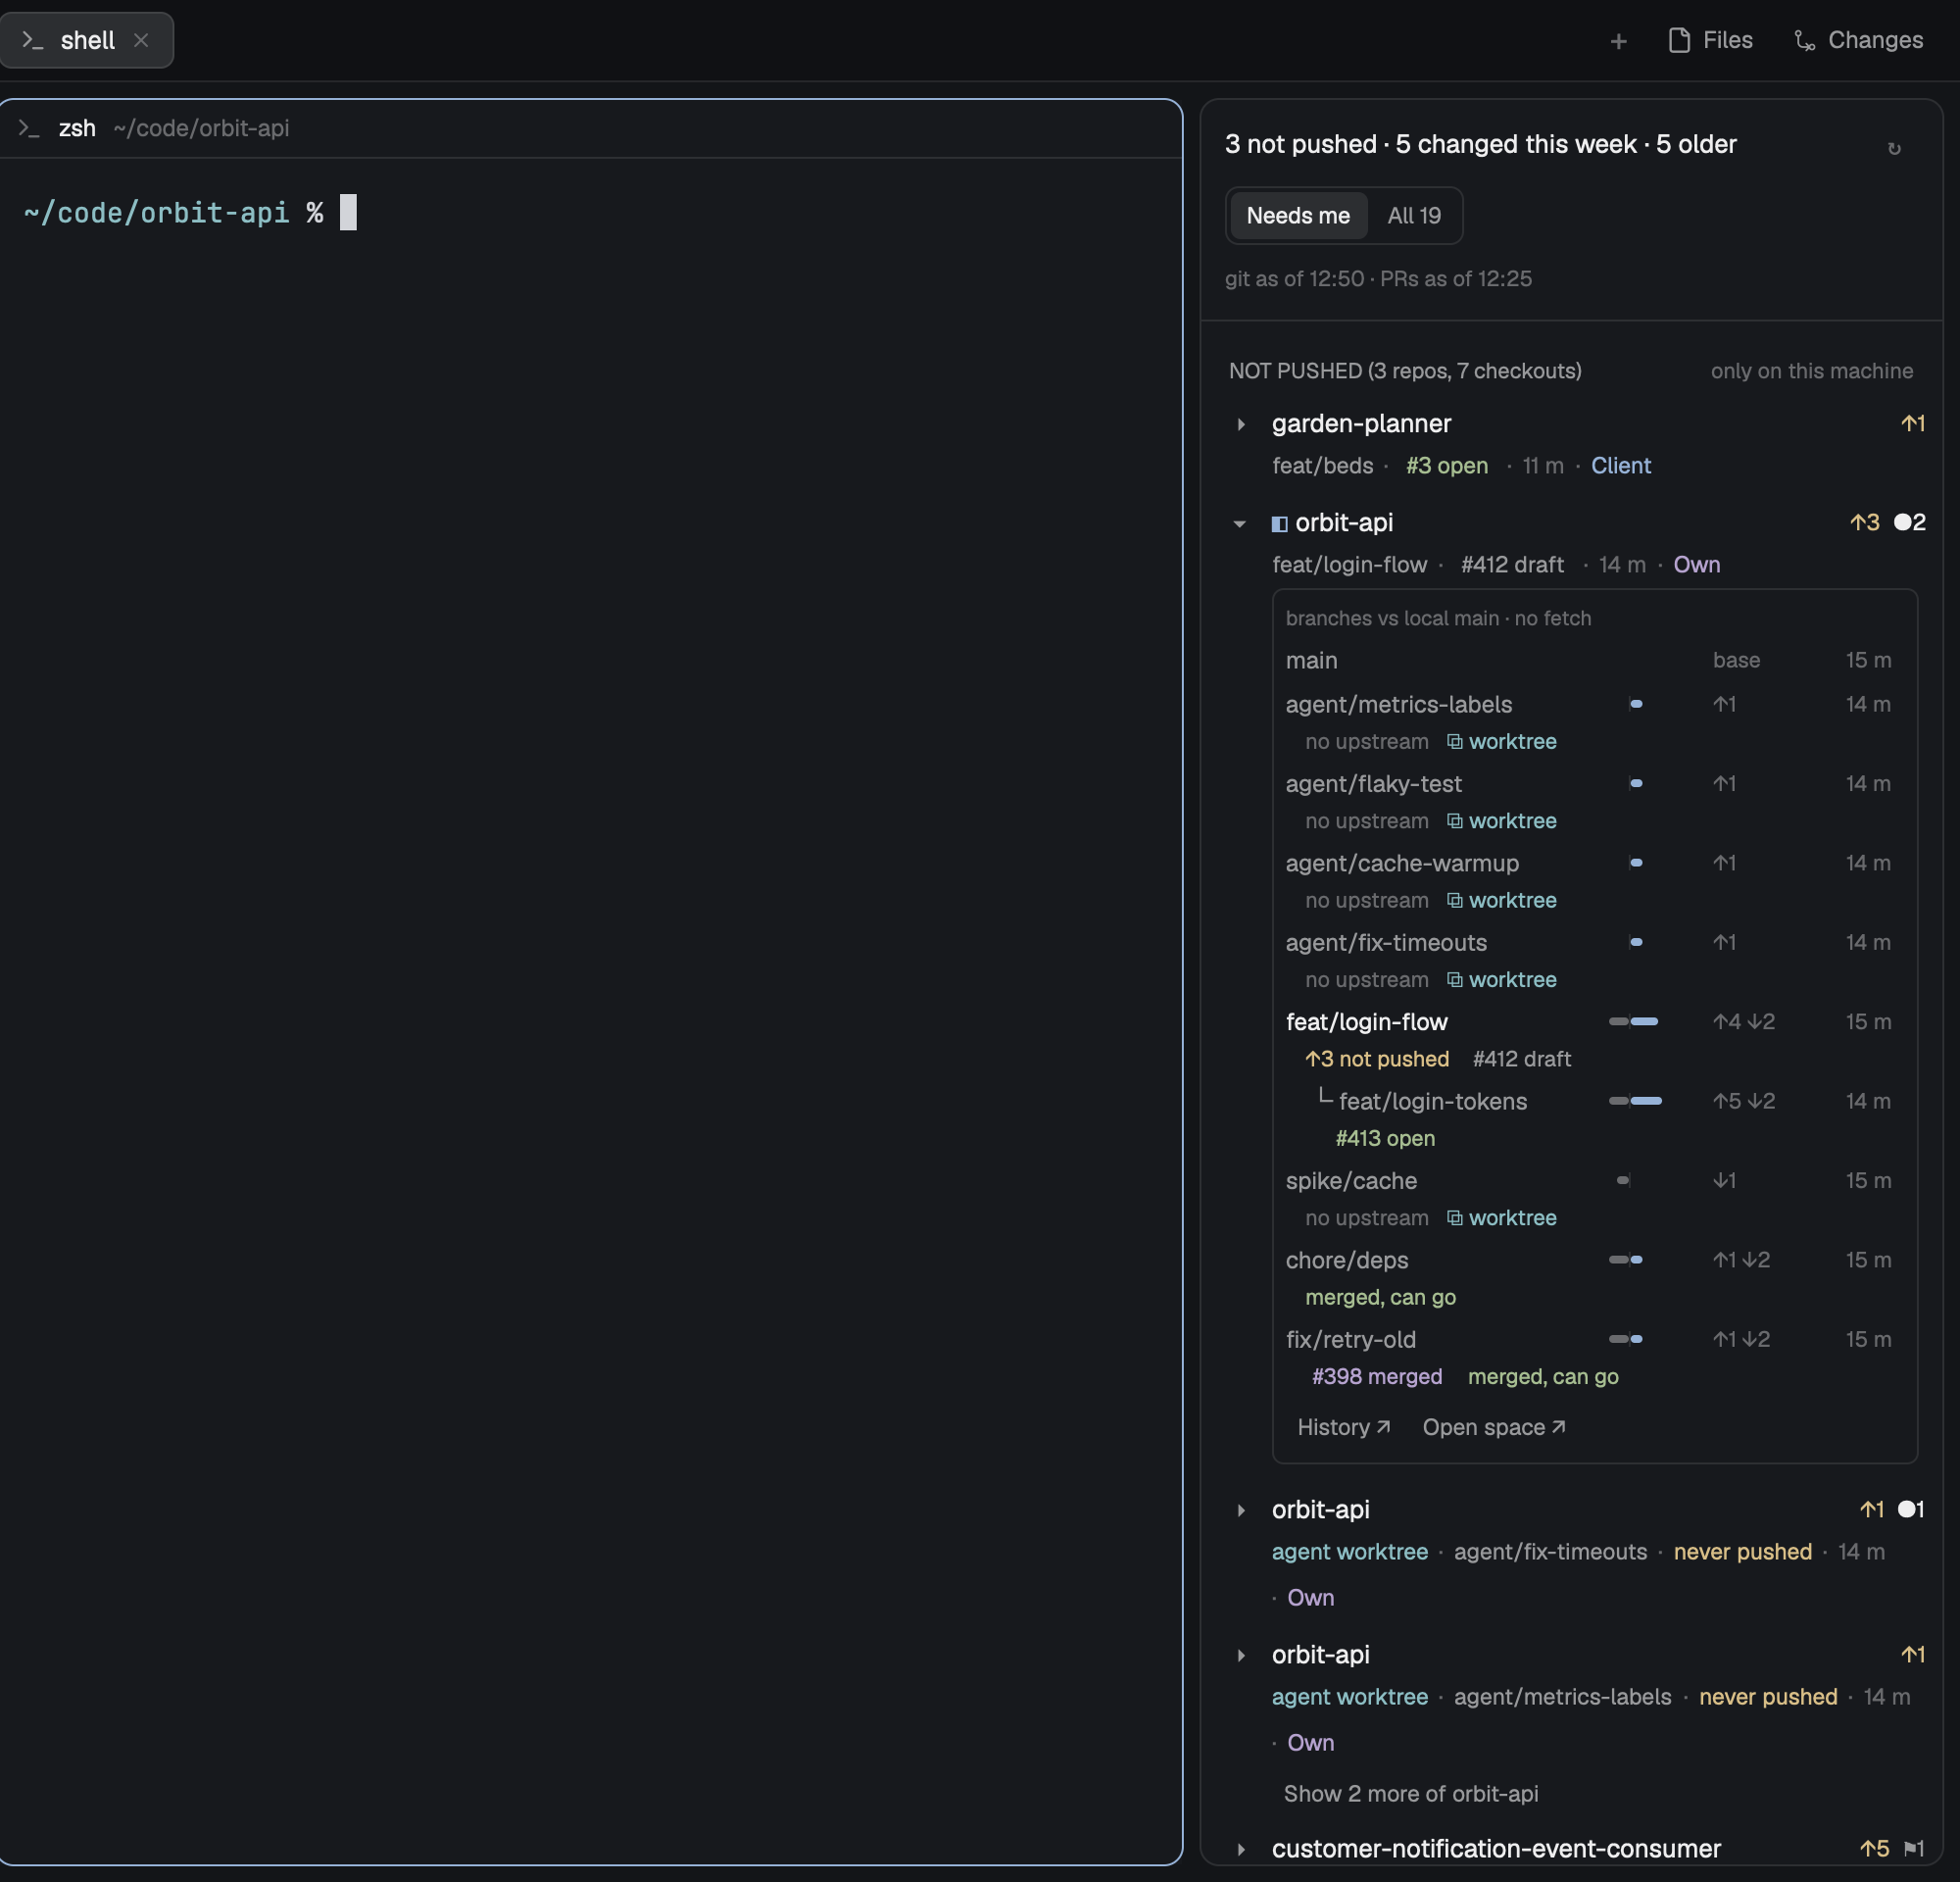 >_ shell ×
+ Files Changes
>_ zsh ~/code/orbit-api
~/code/orbit-api %
3 not pushed · 5 changed this week · 5 older ↻
Needs me All 19
git as of 12:50 · PRs as of 12:25
NOT PUSHED (3 repos, 7 checkouts) only on this machine
garden-planner ↑1
feat/beds · #3 open · 11 m · Client
orbit-api ↑3 ●2
feat/login-flow · #412 draft · 14 m · Own
branches vs local main · no fetch
main base 15 m
agent/metrics-labels ↑1 14 m
no upstream worktree
agent/flaky-test ↑1 14 m
no upstream worktree
agent/cache-warmup ↑1 14 m
no upstream worktree
agent/fix-timeouts ↑1 14 m
no upstream worktree
feat/login-flow ↑4 ↓2 15 m
↑3 not pushed #412 draft
└ feat/login-tokens ↑5 ↓2 14 m
#413 open
spike/cache ↓1 15 m
no upstream worktree
chore/deps ↑1 ↓2 15 m
merged, can go
fix/retry-old ↑1 ↓2 15 m
#398 merged merged, can go
History ↗ Open space ↗
orbit-api ↑1 ●1
agent worktree · agent/fix-timeouts · never pushed · 14 m
· Own
orbit-api ↑1
agent worktree · agent/metrics-labels · never pushed · 14 m
· Own
Show 2 more of orbit-api
customer-notification-event-consumer ↑5 ⚑1